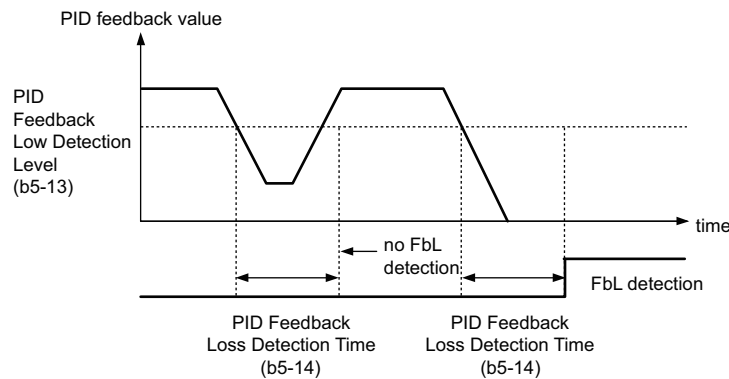 PID feedback value
PID
Feedback
Low Detection
Level
(b5-13)
time
no FbL
detection
FbL detection
PID Feedback
Loss Detection Time
(b5-14)
PID Feedback
Loss Detection Time
(b5-14)